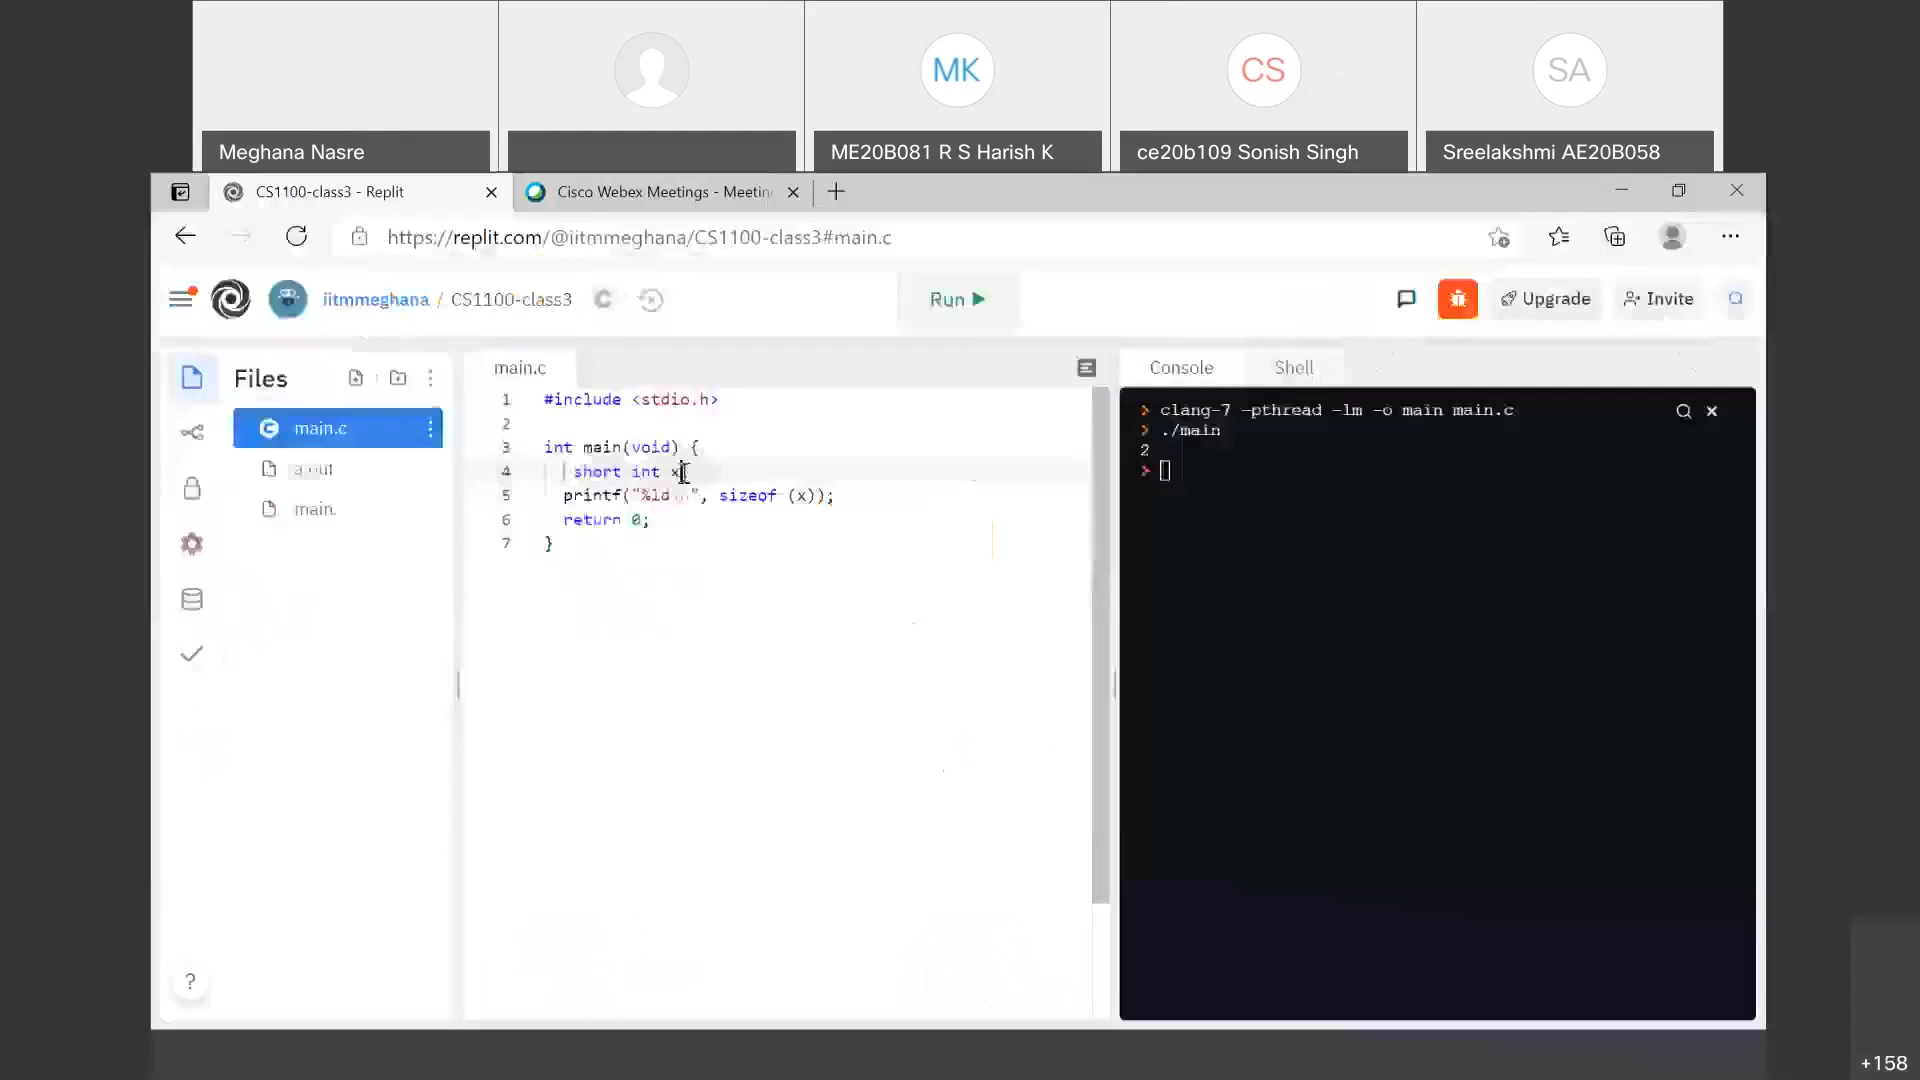 MK
CS
SA
Meghana Nasre
ME20B081 R S Harish K
ce20b109 Sonish Singh
Sreelakshmi AE20B058
CS1100-class3 - Replit
Cisco Webex Meetings - Meetin
https://replit.com/@iitmmeghana/CS1100-class3#main.c
iitmmeghana / CS1100-class3
C
Run
Upgrade
Invite
Files
main.c
a.out
main
main.c
1 #include <stdio.h>
2
3 int main(void) {
4 short int x
5 printf("%ld ", sizeof (x));
6 return 0;
7 }
Console
Shell
clang-7 -pthread -lm -o main main.c
./main
2
?
+158